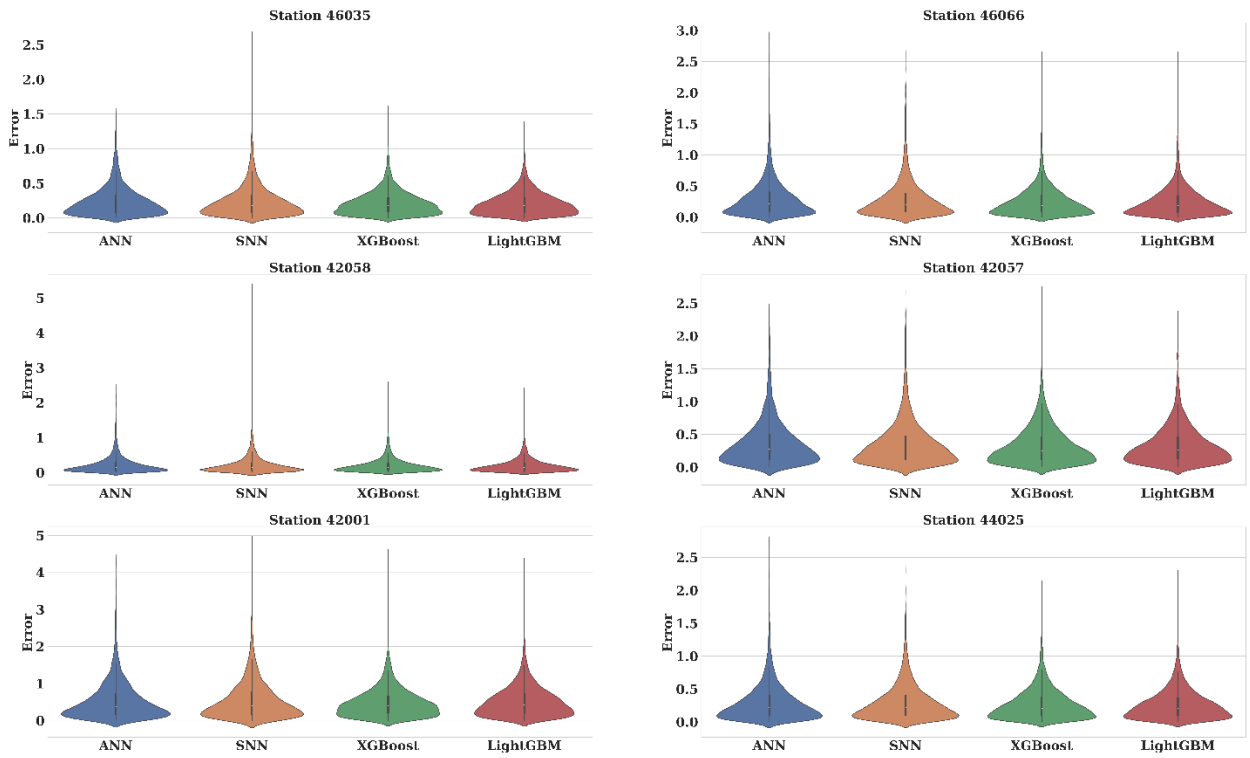 Station 46035
Error
2.5
2.0
1.5
1.0
0.5
0.0
ANN SNN XGBoost LightGBM
Station 46066
Error
3.0
2.5
2.0
1.5
1.0
0.5
0.0
ANN SNN XGBoost LightGBM
Station 42058
Error
5
4
3
2
1
0
ANN SNN XGBoost LightGBM
Station 42057
Error
2.5
2.0
1.5
1.0
0.5
0.0
ANN SNN XGBoost LightGBM
Station 42001
Error
5
4
3
2
1
0
ANN SNN XGBoost LightGBM
Station 44025
Error
2.5
2.0
1.5
1.0
0.5
0.0
ANN SNN XGBoost LightGBM